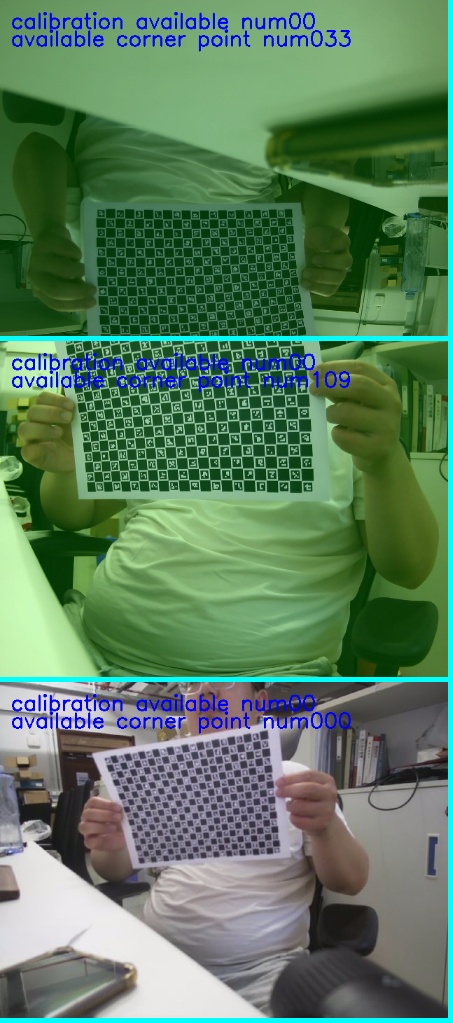 calibration available num00
available corner point num033
calibration available num00
available corner point num109
calibration available num00
available corner point num000